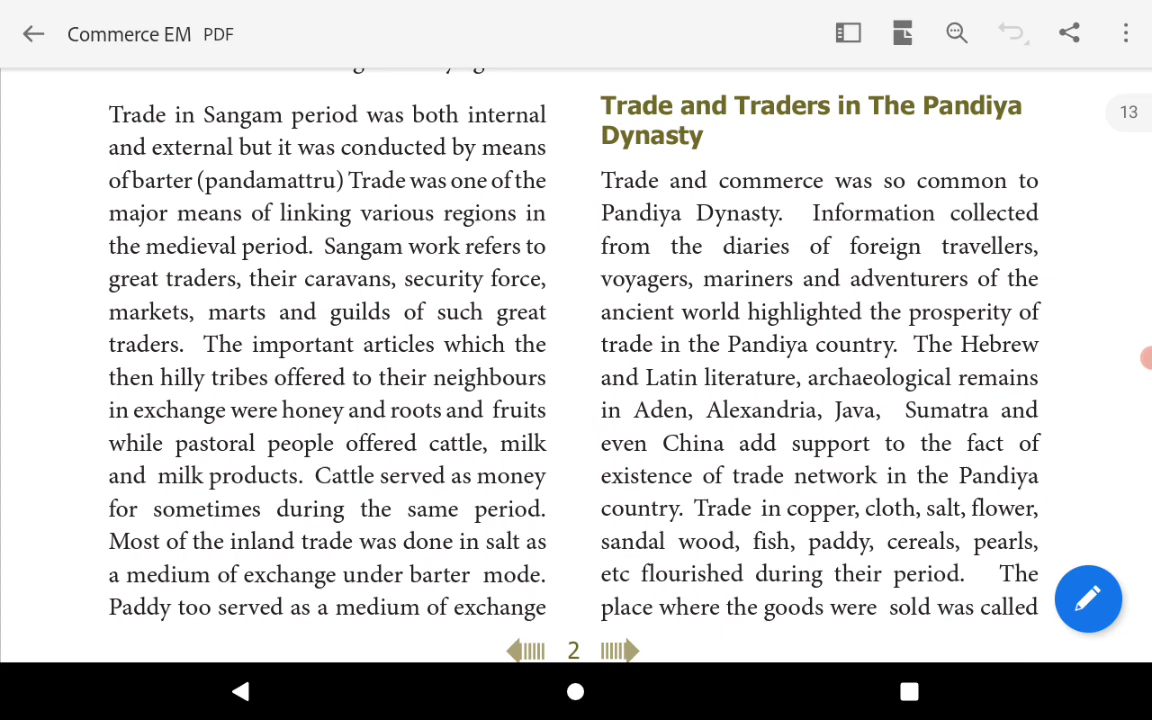 Commerce EM PDF
13
Trade in Sangam period was both internal
and external but it was conducted by means
of barter (pandamattru) Trade was one of the
major means of linking various regions in
the medieval period. Sangam work refers to
great traders, their caravans, security force,
markets, marts and guilds of such great
traders. The important articles which the
then hilly tribes offered to their neighbours
in exchange were honey and roots and fruits
while pastoral people offered cattle, milk
and milk products. Cattle served as money
for sometimes during the same period.
Most of the inland trade was done in salt as
a medium of exchange under barter mode.
Paddy too served as a medium of exchange
Trade and Traders in The Pandiya
Dynasty
Trade and commerce was so common to
Pandiya Dynasty. Information collected
from the diaries of foreign travellers,
voyagers, mariners and adventurers of the
ancient world highlighted the prosperity of
trade in the Pandiya country. The Hebrew
and Latin literature, archaeological remains
in Aden, Alexandria, Java, Sumatra and
even China add support to the fact of
existence of trade network in the Pandiya
country. Trade in copper, cloth, salt, flower,
sandal wood, fish, paddy, cereals, pearls,
etc flourished during their period. The
place where the goods were sold was called
2